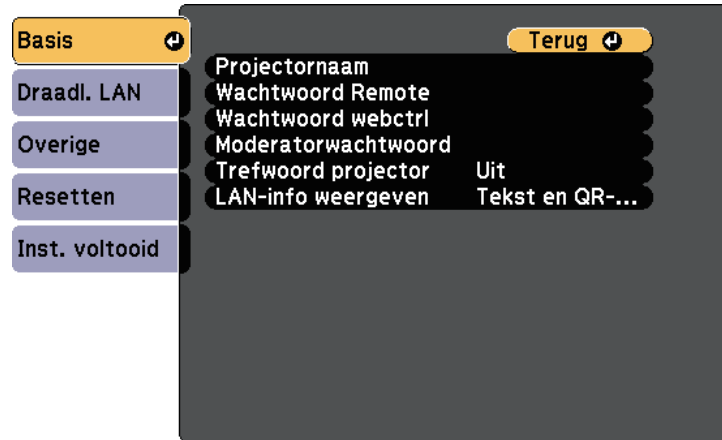 Basis
Draadl. LAN
Overige
Resetten
Inst. voltooid
Terug
Projectornaam
Wachtwoord Remote
Wachtwoord webctrl
Moderatorwachtwoord
Trefwoord projector Uit
LAN-info weergeven Tekst en QR-...